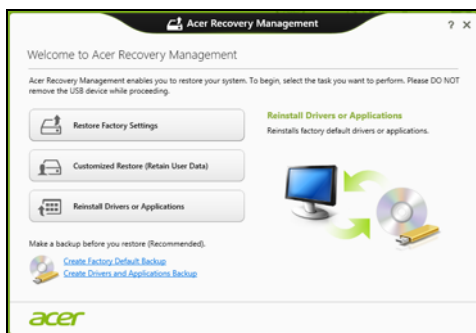 Acer Recovery Management
? X
Welcome to Acer Recovery Management
Acer Recovery Management enables you to restore your system. To begin, select the task you want to perform. Please DO NOT
remove the USB device while proceeding.
Restore Factory Settings
Customized Restore (Retain User Data)
Reinstall Drivers or Applications
Reinstall Drivers or Applications
Reinstalls factory default drivers or applications.
Make a backup before you restore (Recommended).
Create Factory Default Backup
Create Drivers and Applications Backup
acer